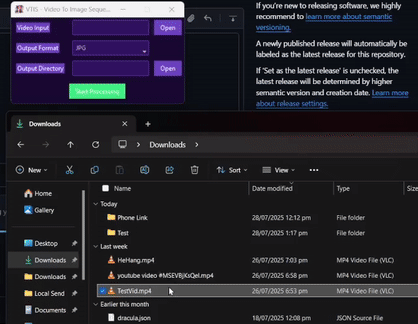 VTIS - Video To Image Seque...
Video Input
Open
Output Format
JPG
Output Directory
Open
Start Processing
If you're new to releasing software, we highly
recommend to learn more about semantic
versioning.
A newly published release will automatically be
labeled as the latest release for this repository.
If 'Set as the latest release' is unchecked, the
latest release will be determined by higher
semantic version and creation date. Learn more
about release settings.
Downloads
Downloads
New
Sort
View
Name
Date modified
Type
Size
Home
Gallery
Desktop
Downloads
Downloads
Local Send
Documents
Today
Phone Link
28/07/2025 12:12 pm
File folder
Test
28/07/2025 1:17 pm
File folder
Last week
HeHang.mp4
26/07/2025 7:03 pm
MP4 Video File (VLC)
youtube video #MSEVBjKsQeI.mp4
26/07/2025 6:58 pm
MP4 Video File (VLC)
TestVid.mp4
26/07/2025 6:53 pm
MP4 Video File (VLC)
Earlier this month
dracula.json
18/07/2025 12:08 pm
JSON Source File